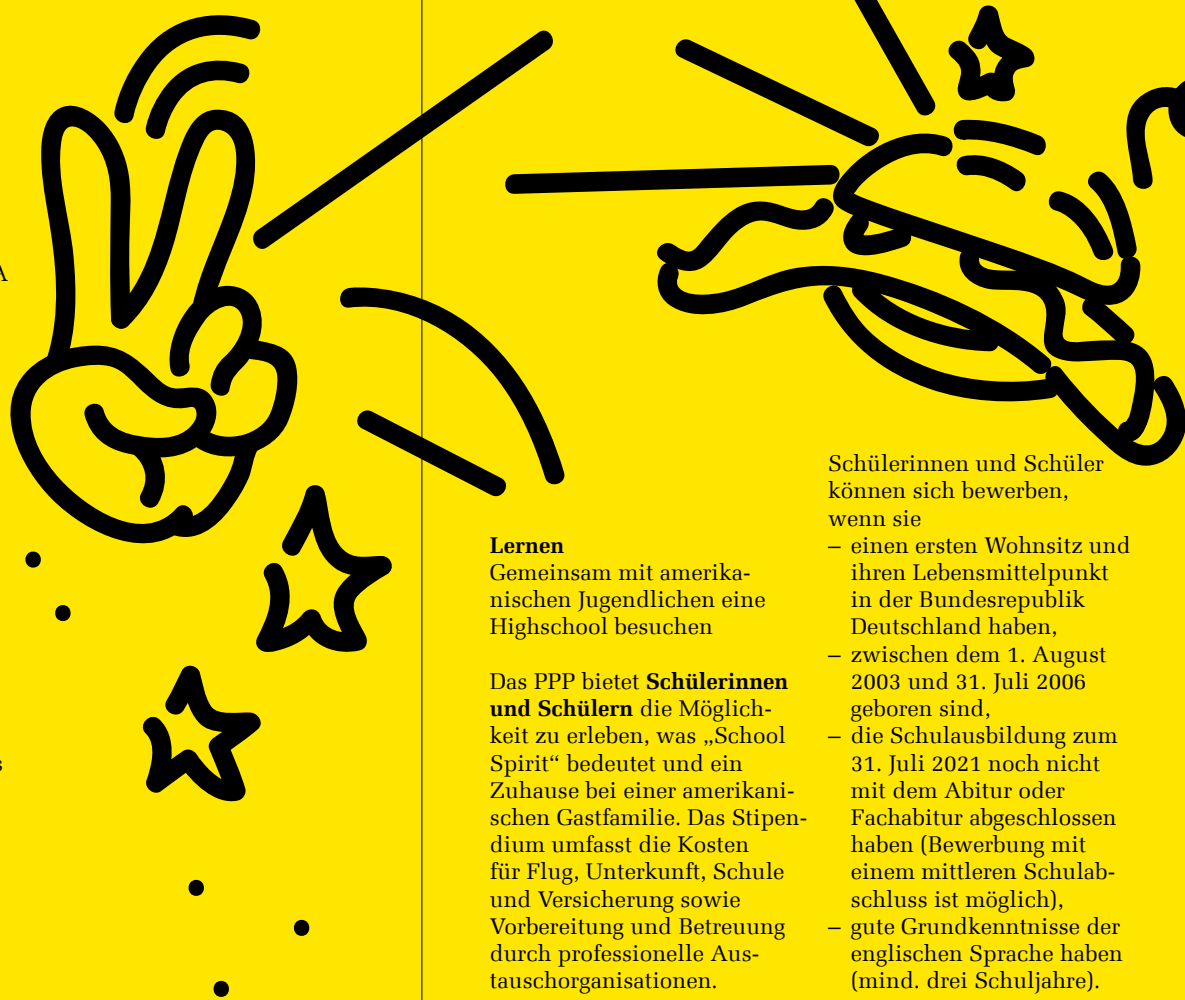 A
s
Lernen
Gemeinsam mit amerika-
nischen Jugendlichen eine
Highschool besuchen
Das PPP bietet Schülerinnen
und Schülern die Möglich-
keit zu erleben, was „School
Spirit“ bedeutet und ein
Zuhause bei einer amerikani-
schen Gastfamilie. Das Stipen-
dium umfasst die Kosten
für Flug, Unterkunft, Schule
und Versicherung sowie
Vorbereitung und Betreuung
durch professionelle Aus-
tauschorganisationen.
Schülerinnen und Schüler
können sich bewerben,
wenn sie
– einen ersten Wohnsitz und
ihren Lebensmittelpunkt
in der Bundesrepublik
Deutschland haben,
– zwischen dem 1. August
2003 und 31. Juli 2006
geboren sind,
– die Schulausbildung zum
31. Juli 2021 noch nicht
mit dem Abitur oder
Fachabitur abgeschlossen
haben (Bewerbung mit
einem mittleren Schulab-
schluss ist möglich),
– gute Grundkenntnisse der
englischen Sprache haben
(mind. drei Schuljahre).